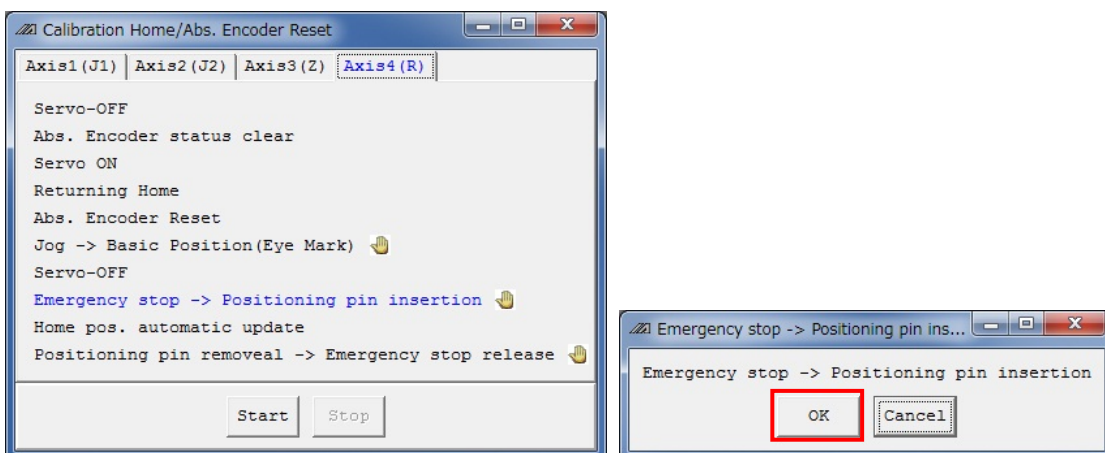 Calibration Home/Abs. Encoder Reset
Axis1(J1) Axis2(J2) Axis3(Z) Axis4(R)
Servo-OFF
Abs. Encoder status clear
Servo ON
Returning Home
Abs. Encoder Reset
Jog -> Basic Position(Eye Mark)
Servo-OFF
Emergency stop -> Positioning pin insertion
Home pos. automatic update
Positioning pin removeal -> Emergency stop release
Start Stop
Emergency stop -> Positioning pin ins...
Emergency stop -> Positioning pin insertion
OK Cancel